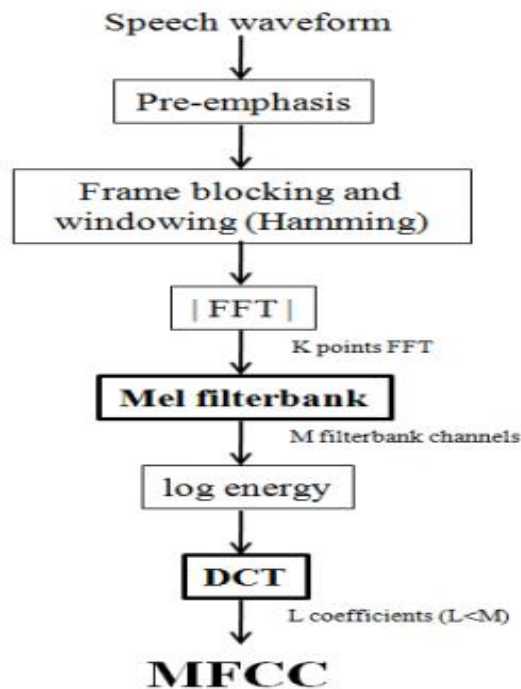 Speech waveform
Pre-emphasis
Frame blocking and
windowing (Hamming)
| FFT |
K points FFT
Mel filterbank
M filterbank channels
log energy
DCT
L coefficients (L<M)
MFCC